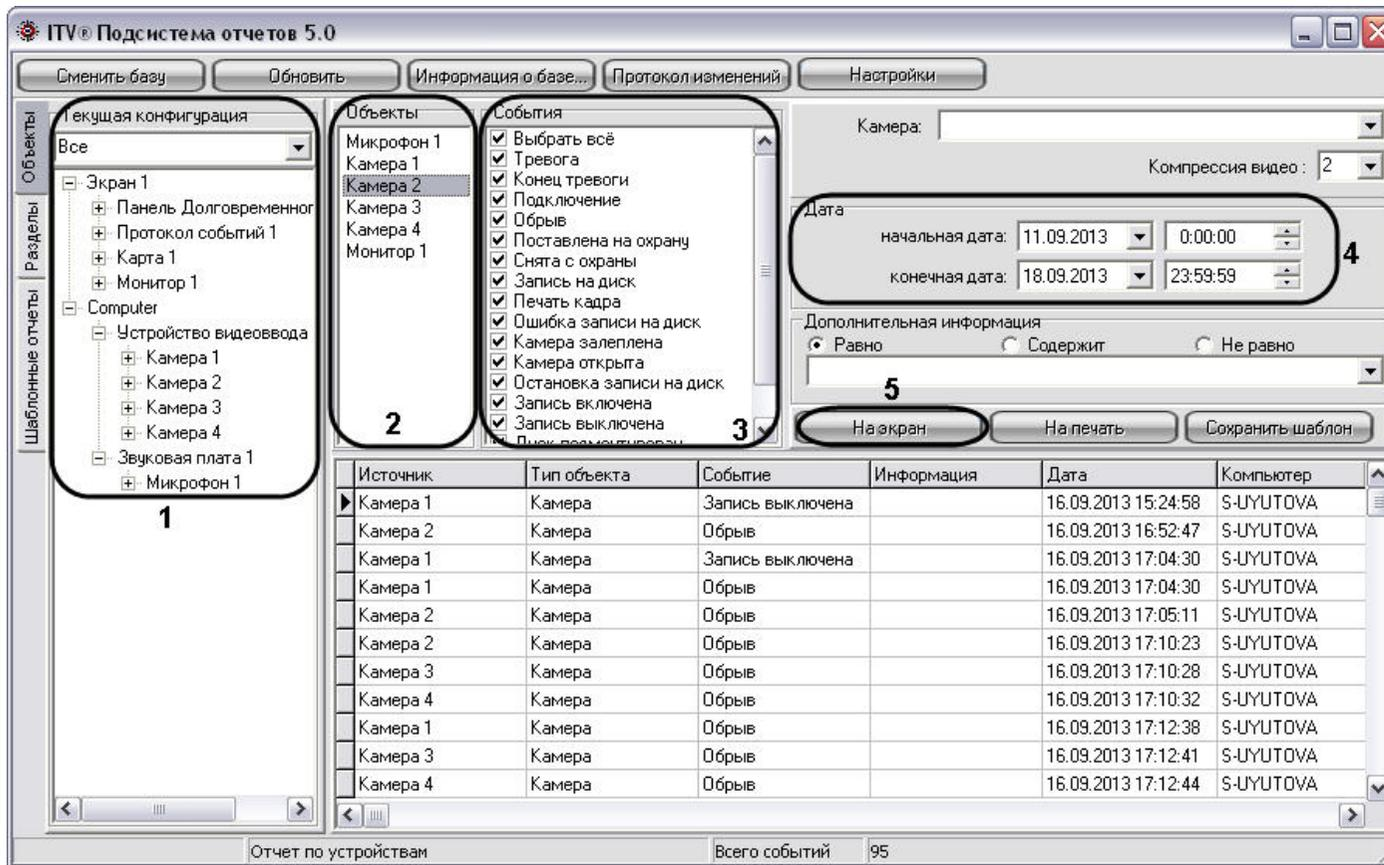 ITV® Подсистема отчетов 5.0
Сменить базу Обновить Информация о базе... Протокол изменений Настройки
Объекты
Разделы
Шаблонные отчеты
Текущая конфигурация
Все
Экран 1
Панель Долговременног
Протокол событий 1
Карта 1
Монитор 1
Computer
Устройство видеоввода
Камера 1
Камера 2
Камера 3
Камера 4
Звуковая плата 1
Микрофон 1
1
Объекты
Микрофон 1
Камера 1
Камера 2
Камера 3
Камера 4
Монитор 1
2
События
Выбрать всё
Тревога
Конец тревоги
Подключение
Обрыв
Поставлена на охрану
Снята с охраны
Запись на диск
Печать кадра
Ошибка записи на диск
Камера залеплена
Камера открыта
Остановка записи на диск
Запись включена
Запись выключена
3
Камера:
Компрессия видео : 2
Дата
начальная дата: 11.09.2013 0:00:00
конечная дата: 18.09.2013 23:59:59
4
Дополнительная информация
Равно Содержит Не равно
5
На экран На печать Сохранить шаблон
Источник Тип объекта Событие Информация Дата Компьютер
Камера 1 Камера Запись выключена 16.09.2013 15:24:58 S-UYUTOVA
Камера 2 Камера Обрыв 16.09.2013 16:52:47 S-UYUTOVA
Камера 1 Камера Запись выключена 16.09.2013 17:04:30 S-UYUTOVA
Камера 1 Камера Обрыв 16.09.2013 17:04:30 S-UYUTOVA
Камера 2 Камера Обрыв 16.09.2013 17:05:11 S-UYUTOVA
Камера 2 Камера Обрыв 16.09.2013 17:10:23 S-UYUTOVA
Камера 3 Камера Обрыв 16.09.2013 17:10:28 S-UYUTOVA
Камера 4 Камера Обрыв 16.09.2013 17:10:32 S-UYUTOVA
Камера 1 Камера Обрыв 16.09.2013 17:12:38 S-UYUTOVA
Камера 3 Камера Обрыв 16.09.2013 17:12:41 S-UYUTOVA
Камера 4 Камера Обрыв 16.09.2013 17:12:44 S-UYUTOVA
Отчет по устройствам Всего событий 95